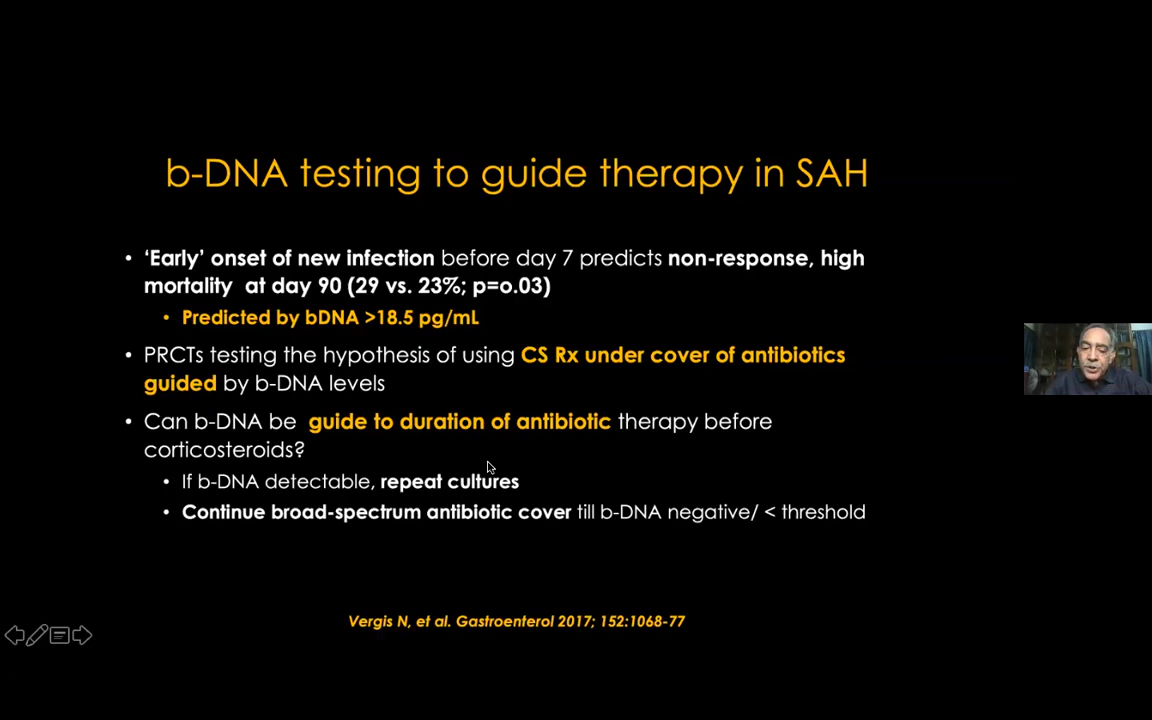 b-DNA testing to guide therapy in SAH
• ‘Early’ onset of new infection before day 7 predicts non-response, high
mortality at day 90 (29 vs. 23%; p=o.03)
• Predicted by bDNA >18.5 pg/mL
• PRCTs testing the hypothesis of using CS Rx under cover of antibiotics
guided by b-DNA levels
• Can b-DNA be guide to duration of antibiotic therapy before
corticosteroids?
• If b-DNA detectable, repeat cultures
• Continue broad-spectrum antibiotic cover till b-DNA negative/ < threshold
Vergis N, et al. Gastroenterol 2017; 152:1068-77